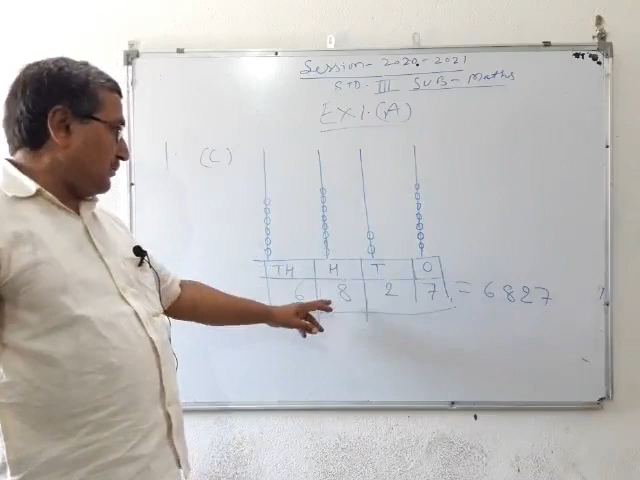 Session - 2020-2021
STD. III SUB - Maths
EX 1.(A)
1. (C)
TH H T O
6 8 2 7 = 6827